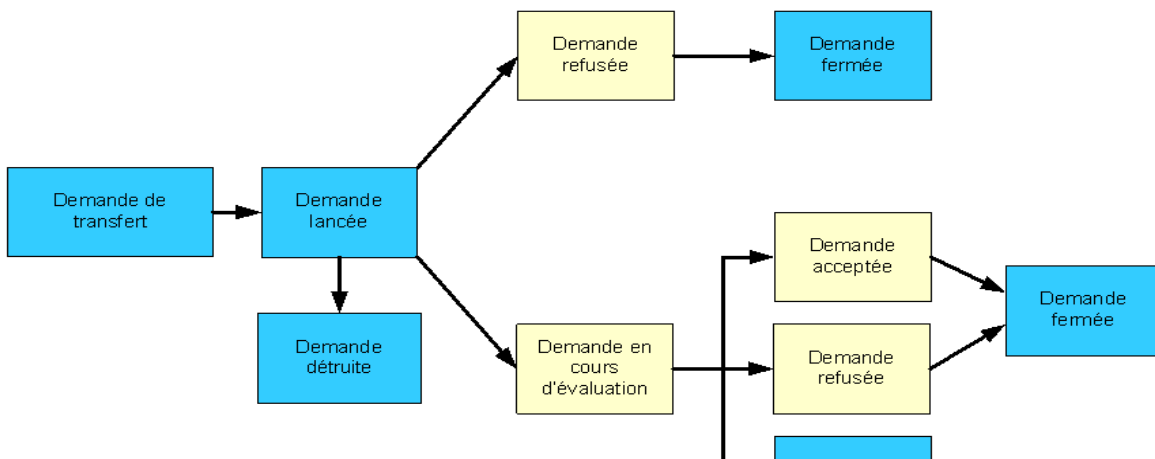 Demande
refusée
Demande
fermée
Demande de
transfert
Demande
lancée
Demande
acceptée
Demande
fermée
Demande
détruite
Demande en
cours
d'évaluation
Demande
refusée